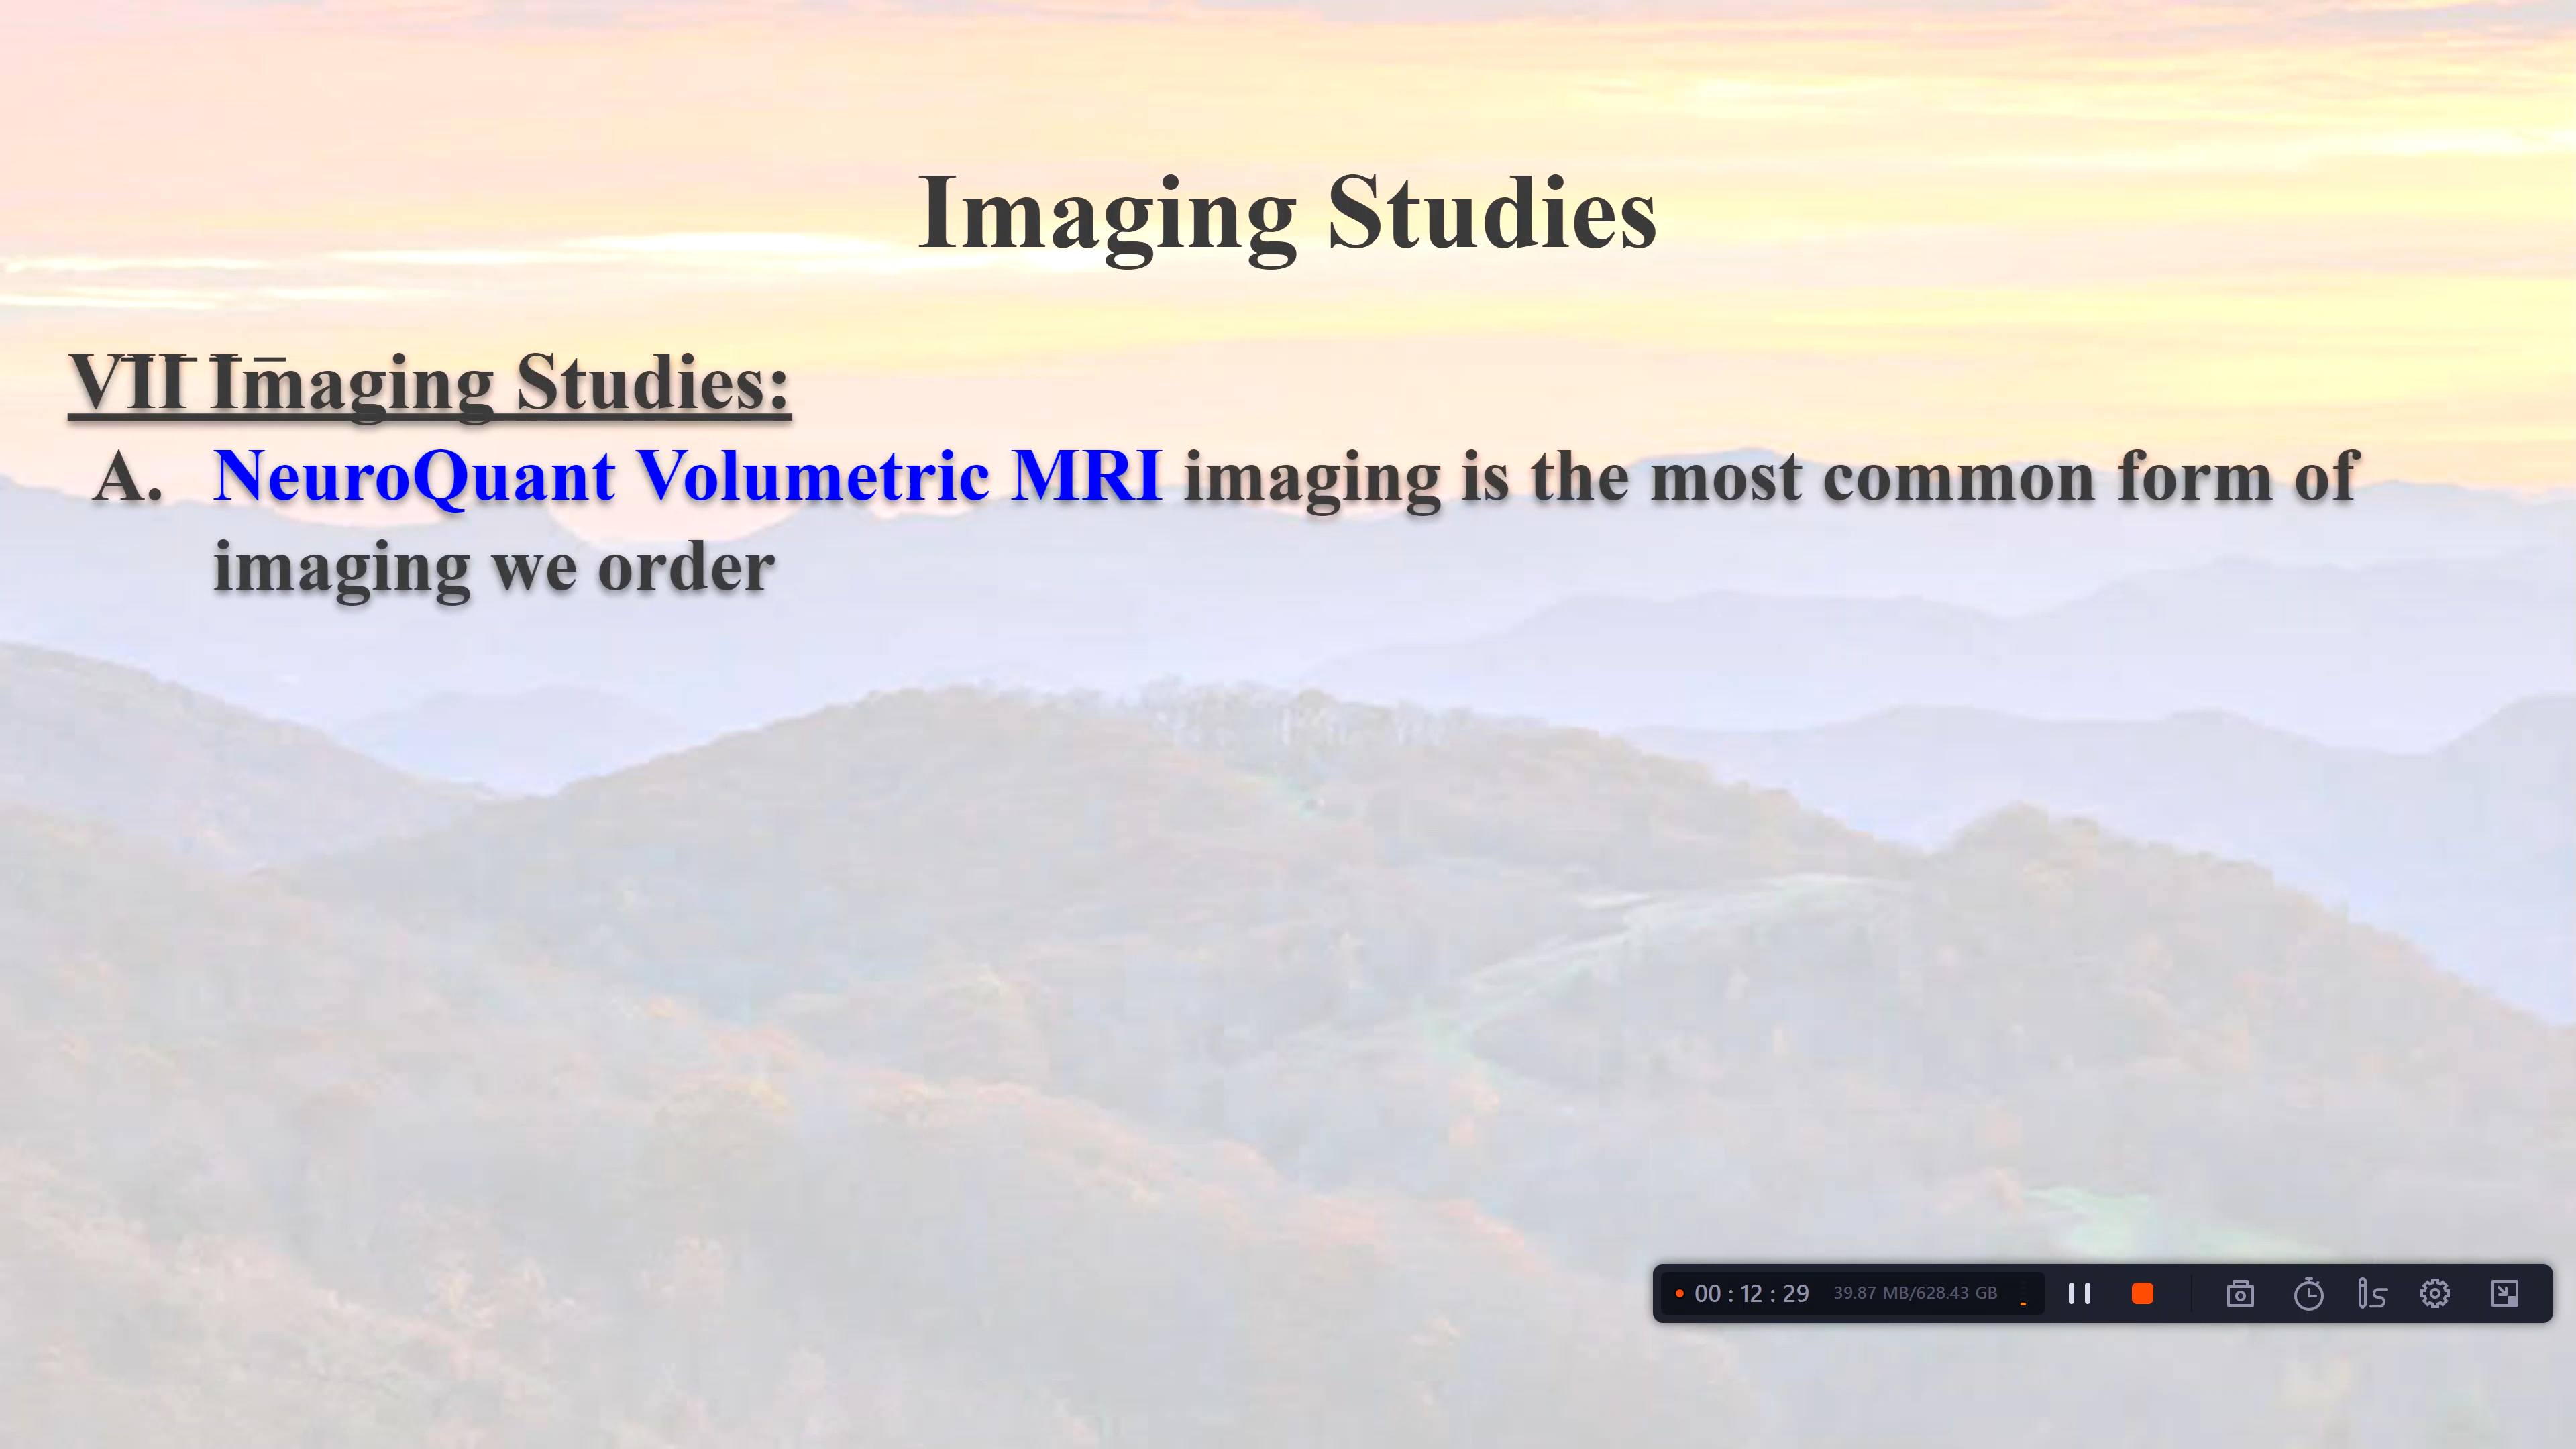 Imaging Studies
VII Imaging Studies:
A. NeuroQuant Volumetric MRI imaging is the most common form of
imaging we order
00 : 12 : 29 39.87 MB/628.43 GB